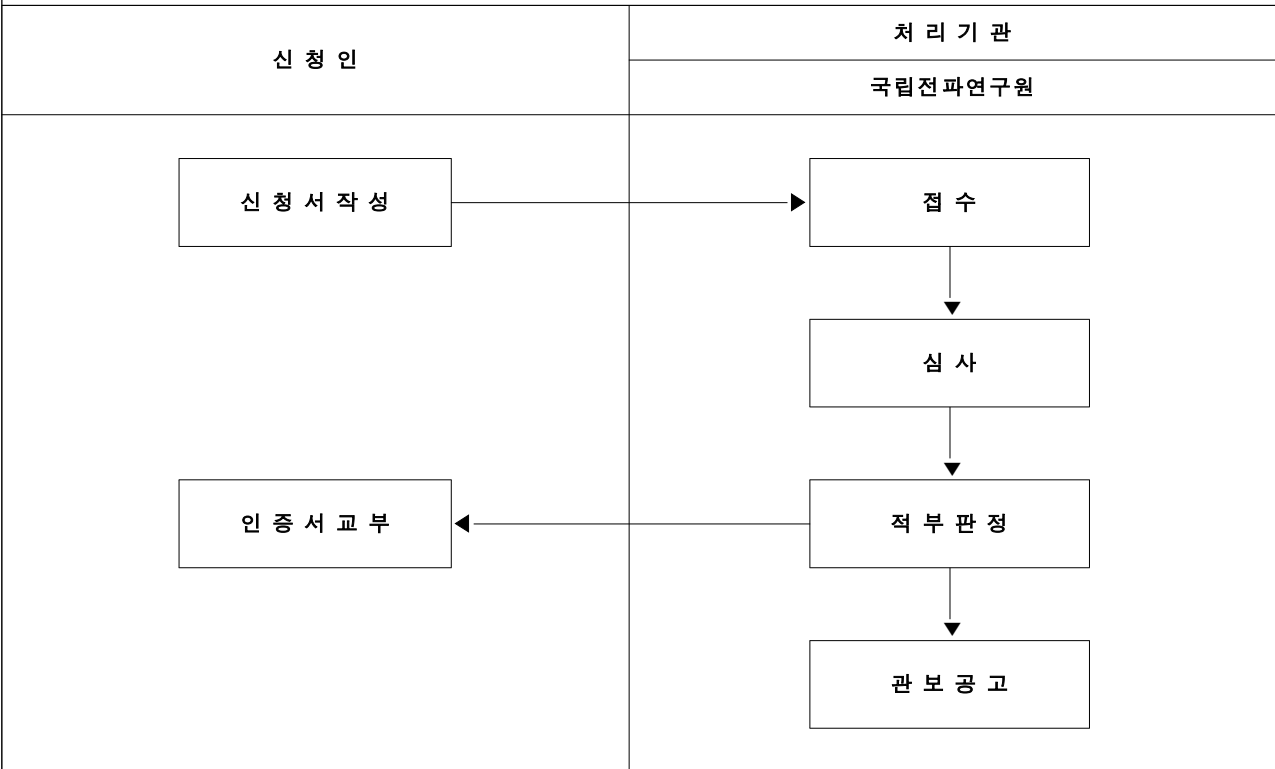 신 청 인
처 리 기 관
국립전파연구원
신 청 서 작 성
접 수
심 사
인 증 서 교 부
적 부 판 정
관 보 공 고